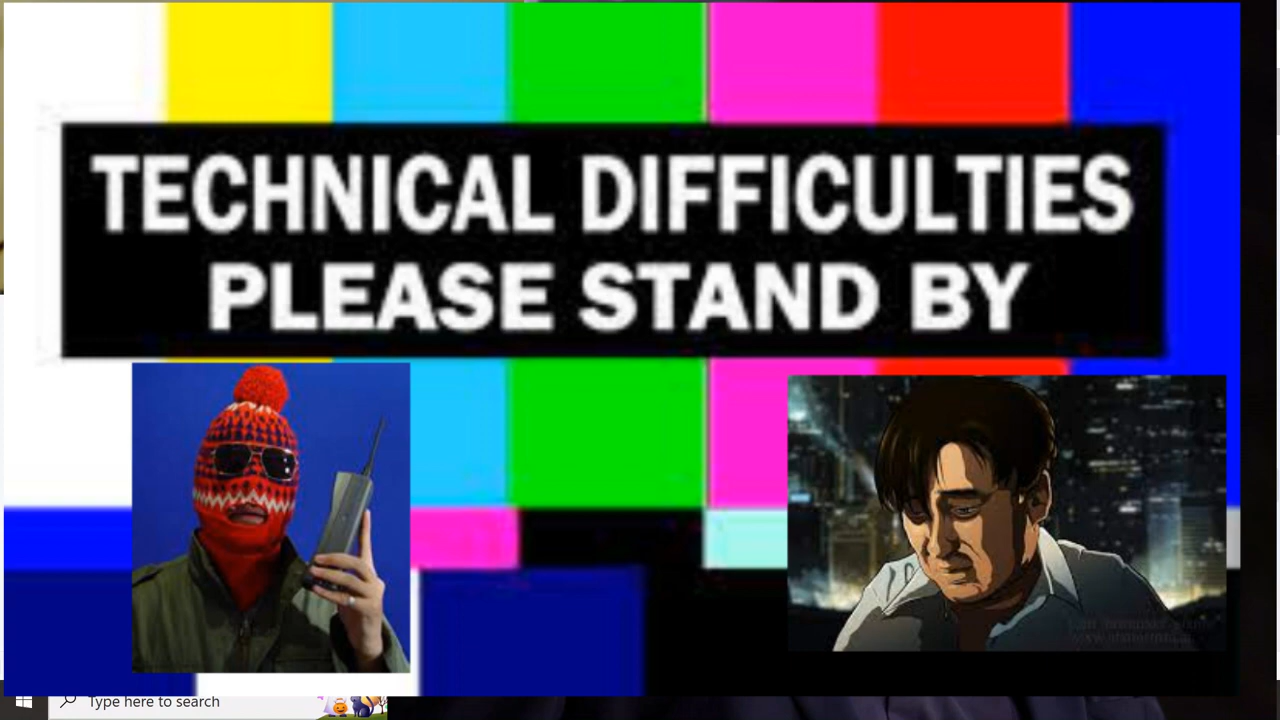 TECHNICAL DIFFICULTIES
PLEASE STAND BY
Type here to search